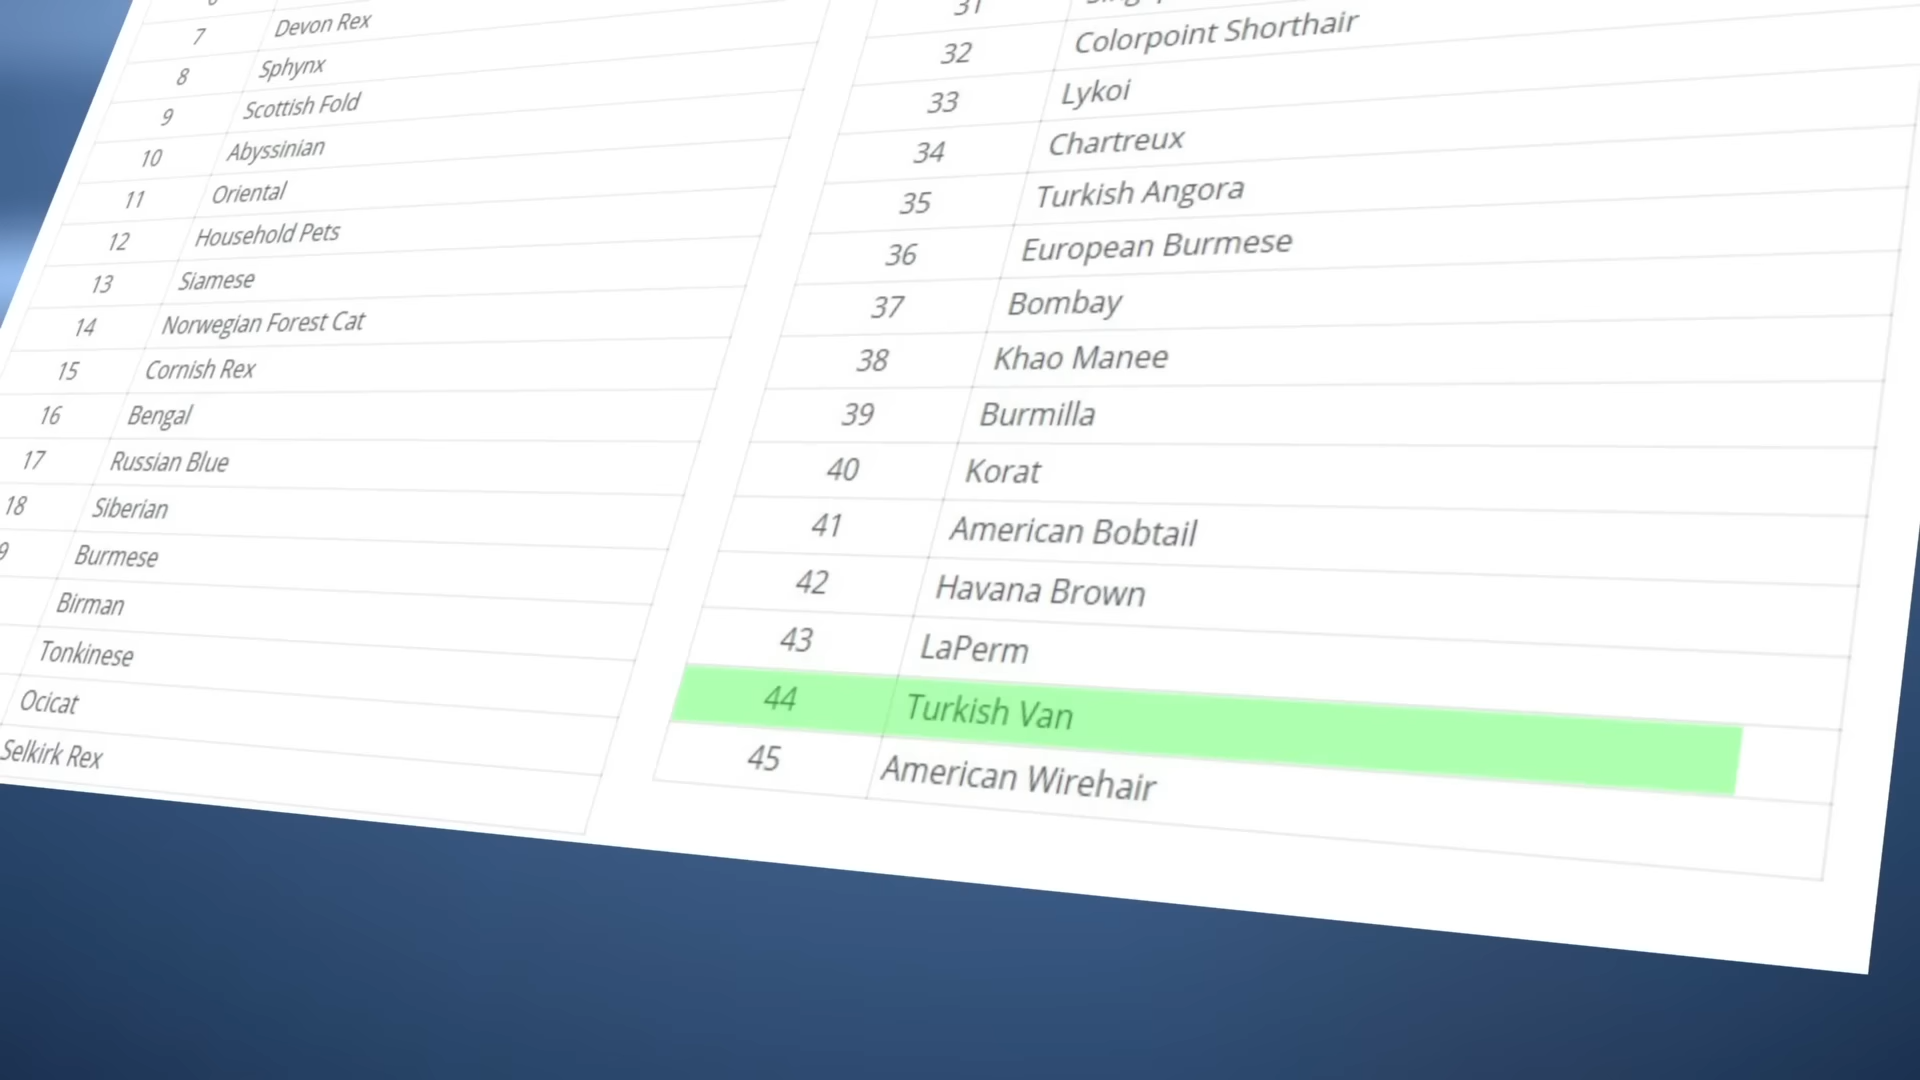 7 Devon Rex
8 Sphynx
9 Scottish Fold
10 Abyssinian
11 Oriental
12 Household Pets
13 Siamese
14 Norwegian Forest Cat
15 Cornish Rex
16 Bengal
17 Russian Blue
18 Siberian
9 Burmese
Birman
Tonkinese
Ocicat
Selkirk Rex
31
32 Colorpoint Shorthair
33 Lykoi
34 Chartreux
35 Turkish Angora
36 European Burmese
37 Bombay
38 Khao Manee
39 Burmilla
40 Korat
41 American Bobtail
42 Havana Brown
43 LaPerm
44 Turkish Van
45 American Wirehair